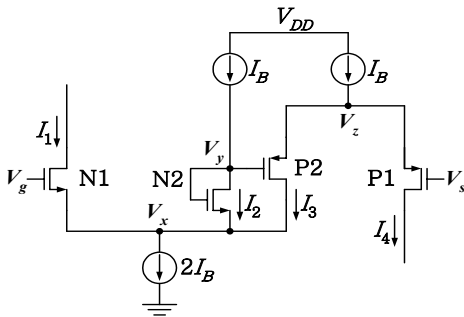 V_DD
I_B
I_B
I_1
V_y
V_z
V_g
N1
N2
P2
P1
V_s
V_x
I_2
I_3
I_4
2I_B